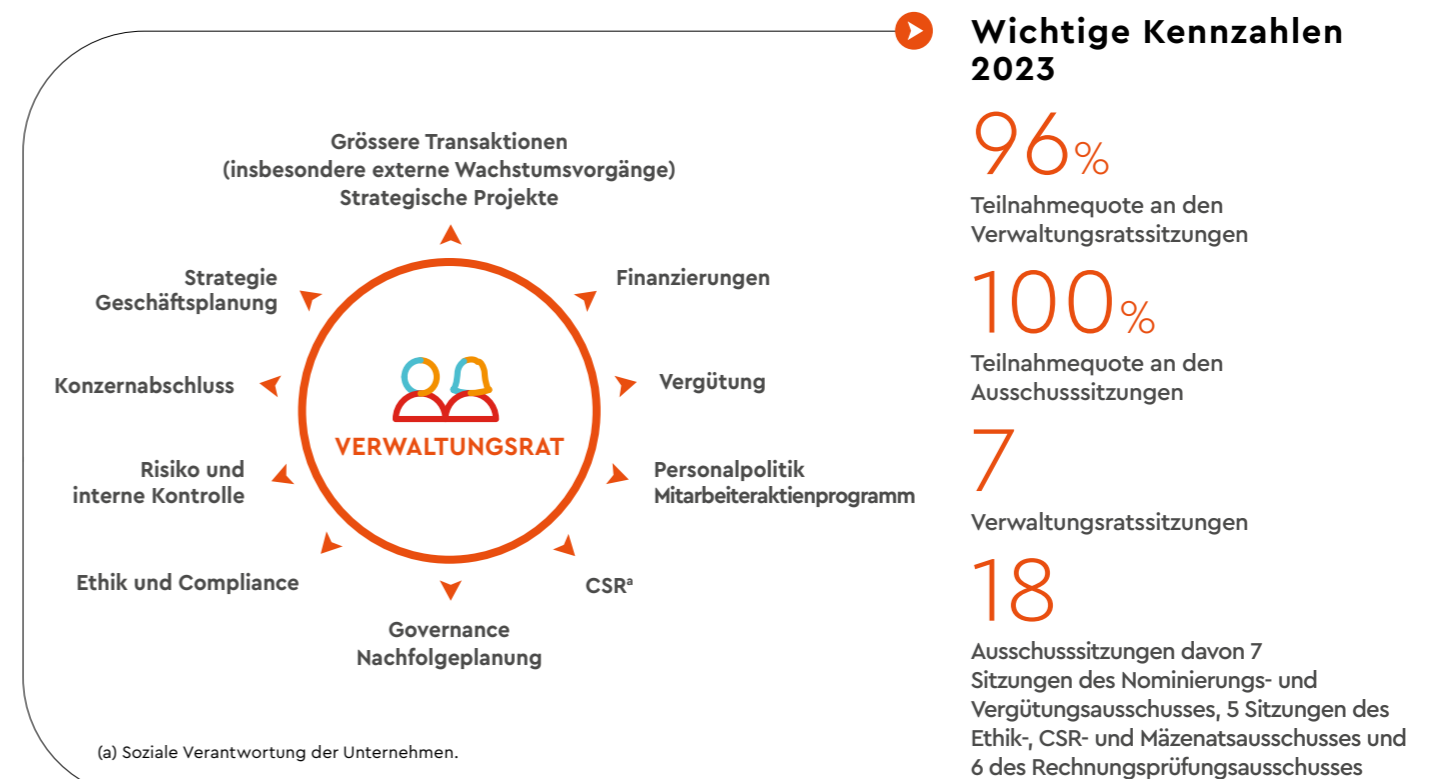 Grössere Transaktionen
(insbesondere externe Wachstumsvorgänge)
Strategische Projekte
Strategie
Geschäftsplanung
Finanzierungen
Konzernabschluss
Vergütung
VERWALTUNGSRAT
Risiko und
interne Kontrolle
Personalpolitik
Mitarbeiteraktienprogramm
Ethik und Compliance
CSRᵃ
Governance
Nachfolgeplanung
(a) Soziale Verantwortung der Unternehmen.
Wichtige Kennzahlen
2023
96%
Teilnahmequote an den
Verwaltungsratssitzungen
100%
Teilnahmequote an den
Ausschusssitzungen
7
Verwaltungsratssitzungen
18
Ausschusssitzungen davon 7
Sitzungen des Nominierungs- und
Vergütungsausschusses, 5 Sitzungen des
Ethik-, CSR- und Mäzenatsausschusses und
6 des Rechnungsprüfungsausschusses